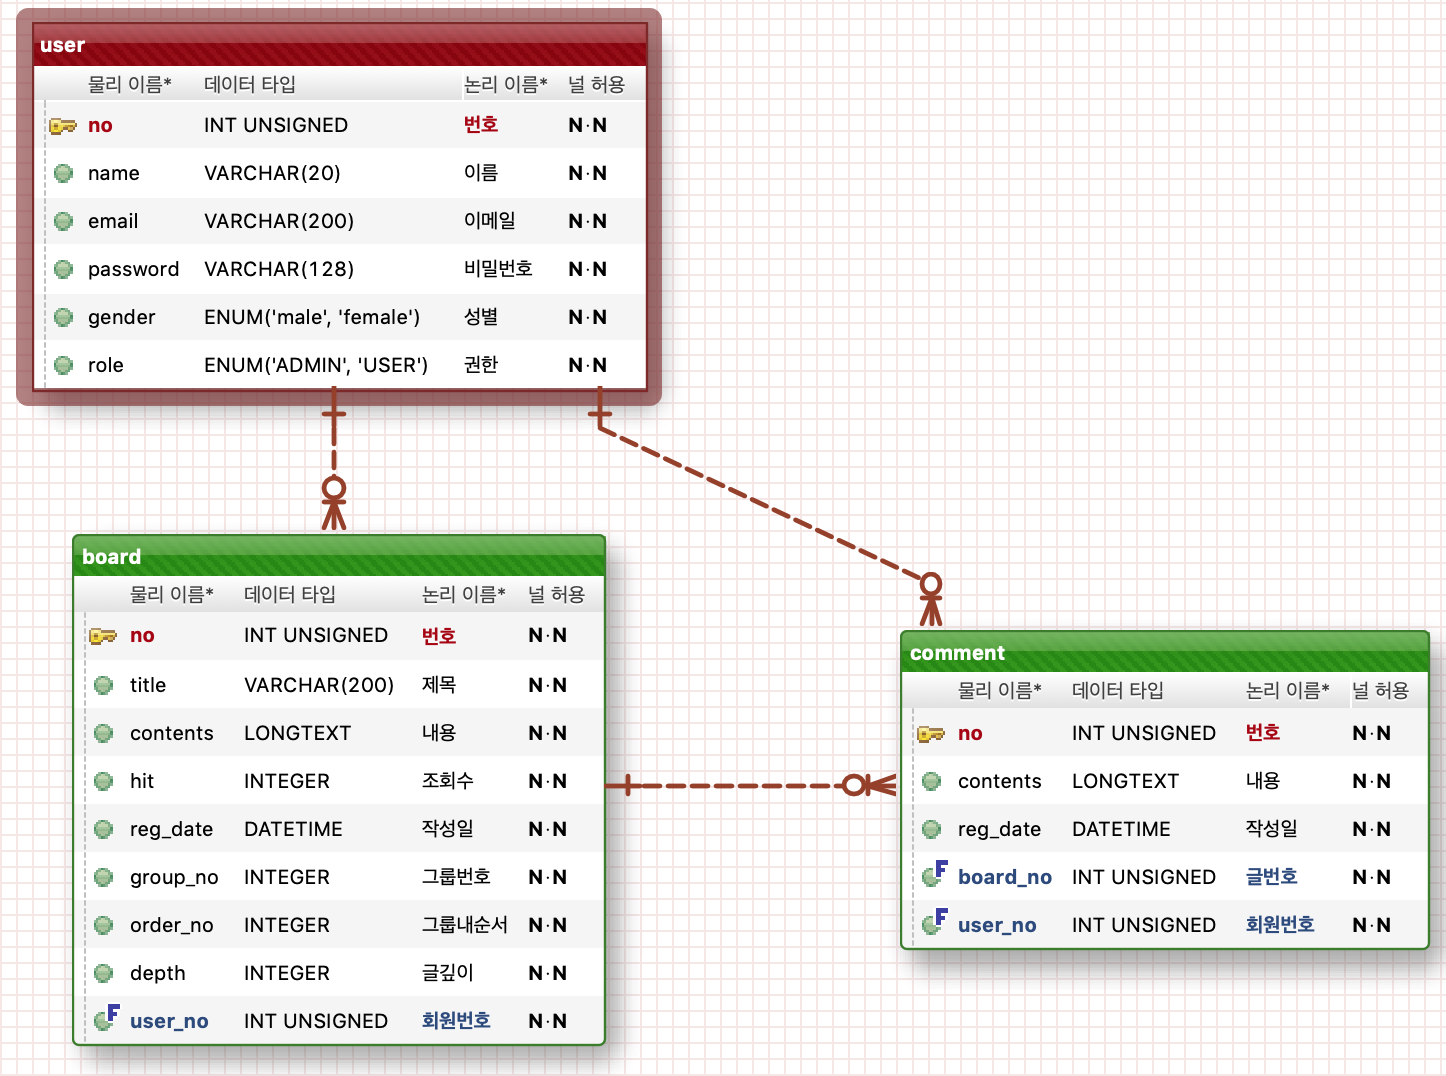 user
물리 이름* 데이터 타입 논리 이름* 널 허용
no INT UNSIGNED 번호 N·N
name VARCHAR(20) 이름 N·N
email VARCHAR(200) 이메일 N·N
password VARCHAR(128) 비밀번호 N·N
gender ENUM('male', 'female') 성별 N·N
role ENUM('ADMIN', 'USER') 권한 N·N
board
물리 이름* 데이터 타입 논리 이름* 널 허용
no INT UNSIGNED 번호 N·N
title VARCHAR(200) 제목 N·N
contents LONGTEXT 내용 N·N
hit INTEGER 조회수 N·N
reg_date DATETIME 작성일 N·N
group_no INTEGER 그룹번호 N·N
order_no INTEGER 그룹내순서 N·N
depth INTEGER 글깊이 N·N
F user_no INT UNSIGNED 회원번호 N·N
comment
물리 이름* 데이터 타입 논리 이름* 널 허용
no INT UNSIGNED 번호 N·N
contents LONGTEXT 내용 N·N
reg_date DATETIME 작성일 N·N
F board_no INT UNSIGNED 글번호 N·N
F user_no INT UNSIGNED 회원번호 N·N